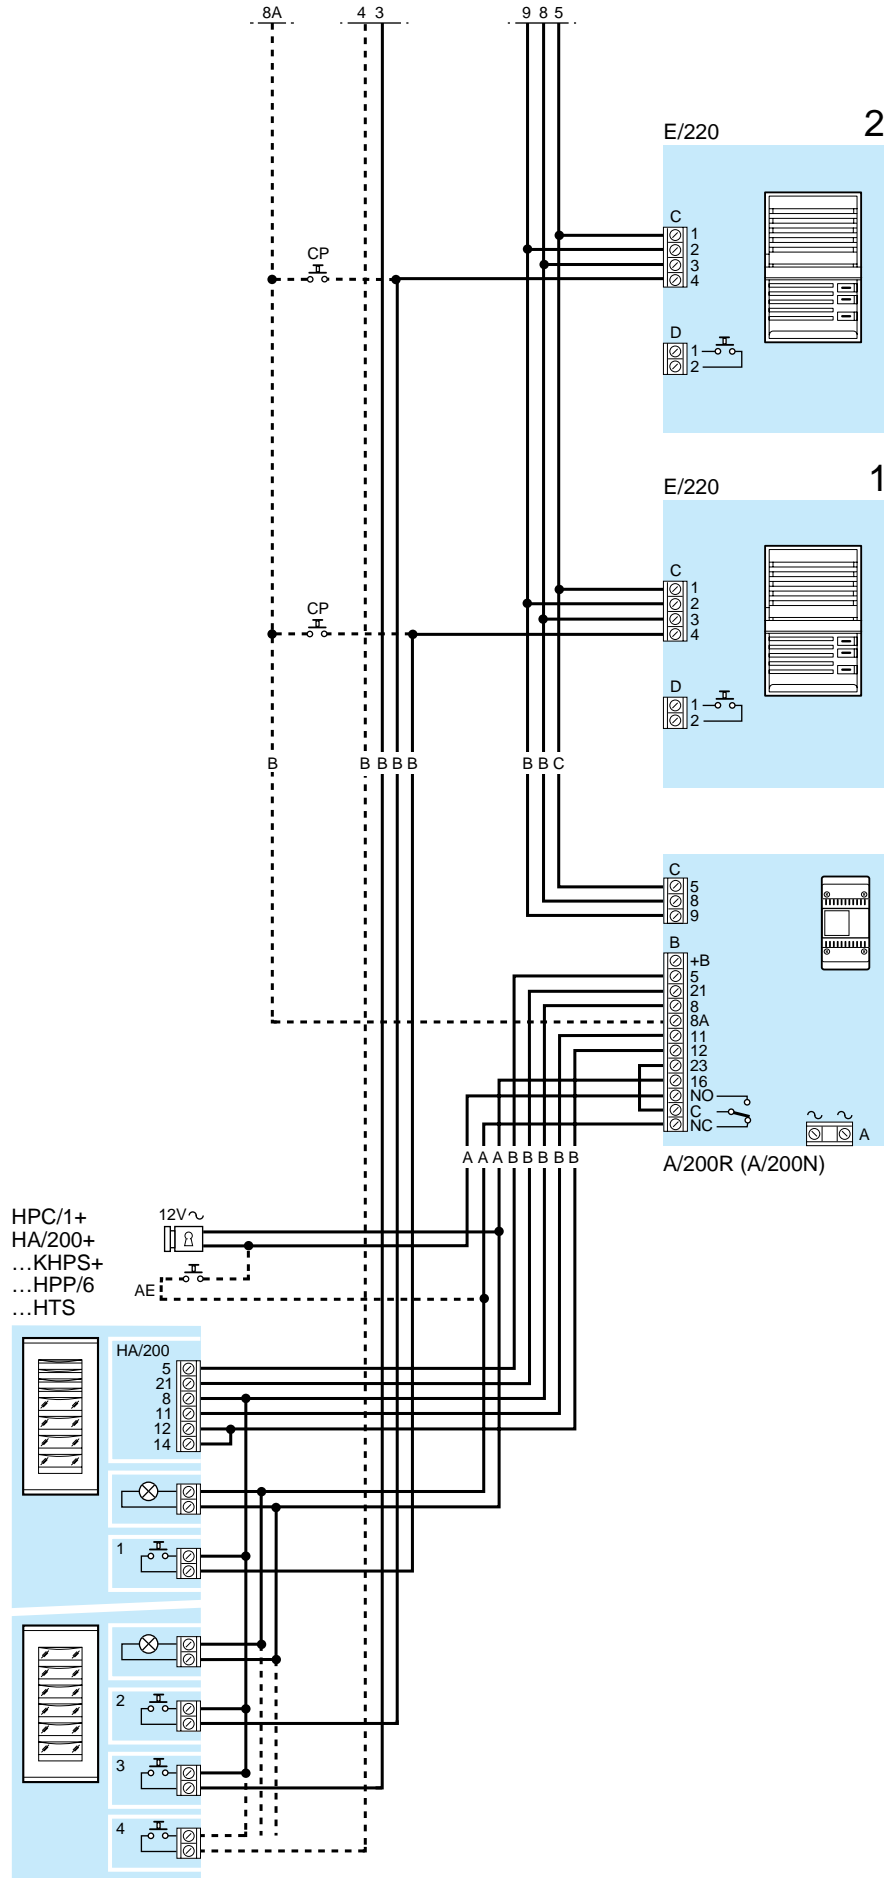 8A 4 3 9 8 5
E/220 2
C
1
2
3
4
CP
D
1
2
E/220 1
C
1
2
3
4
CP
D
1
2
B B B B B B B C
C
5
8
9
B
+B
5
21
8
8A
11
12
23
16
NO
C
NC
A
A A A B B B B B
A/200R (A/200N)
HPC/1+
HA/200+
…KHPS+
…HPP/6
…HTS
12V
AE
HA/200
5
21
8
11
12
14
1
2
3
4